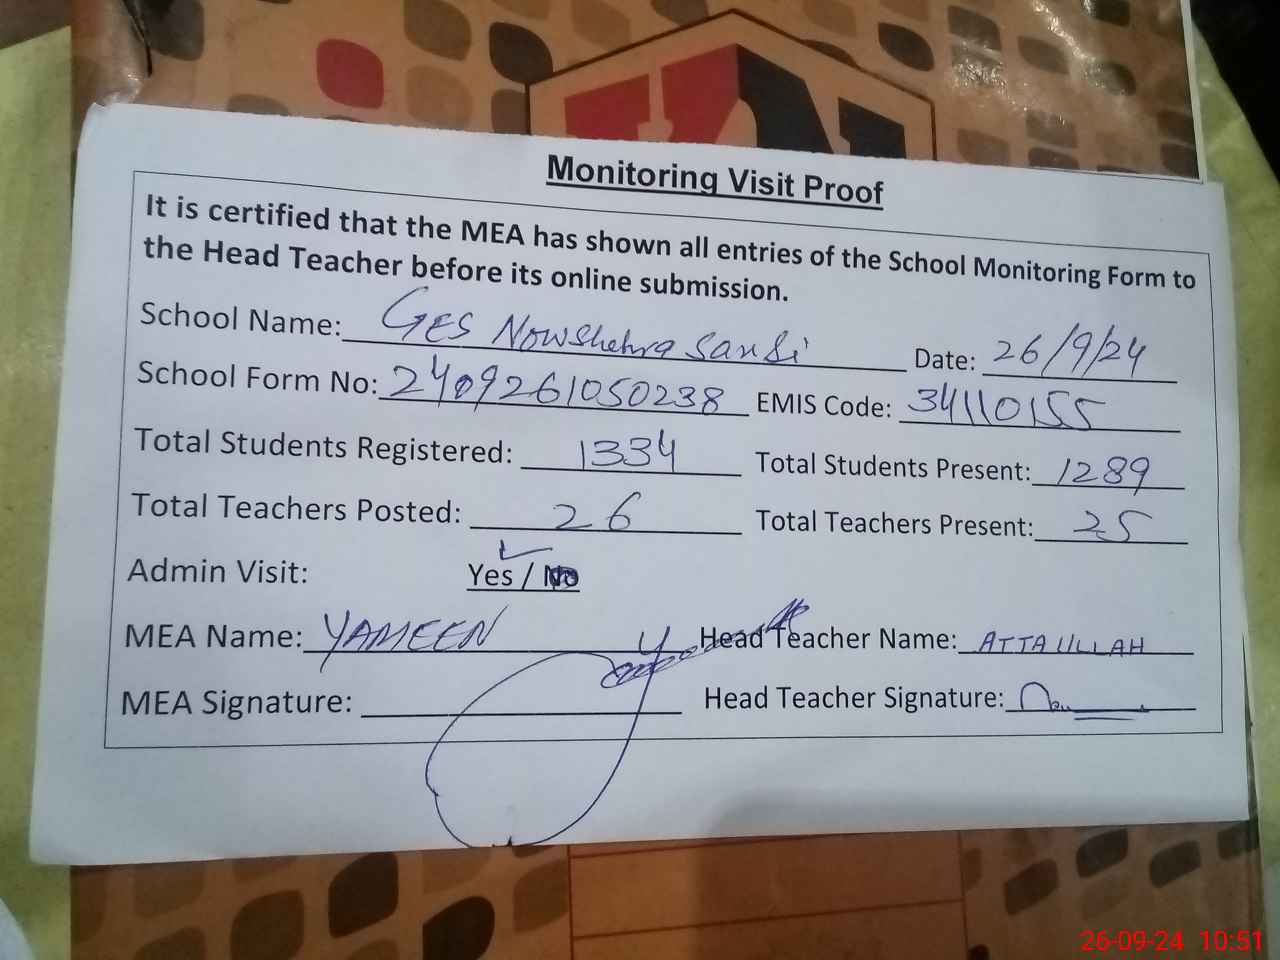 Monitoring Visit Proof
It is certified that the MEA has shown all entries of the School Monitoring Form to
the Head Teacher before its online submission.
School Name: GES Nowshehra Sansi Date: 26/9/24
School Form No: 2409261050238 EMIS Code: 34110155
Total Students Registered: 1334 Total Students Present: 1289
Total Teachers Posted: 26 Total Teachers Present: 25
Admin Visit: Yes / No
MEA Name: YAMEEN Head Teacher Name: ATTAULLAH
MEA Signature: Head Teacher Signature:
26-09-24 10:51